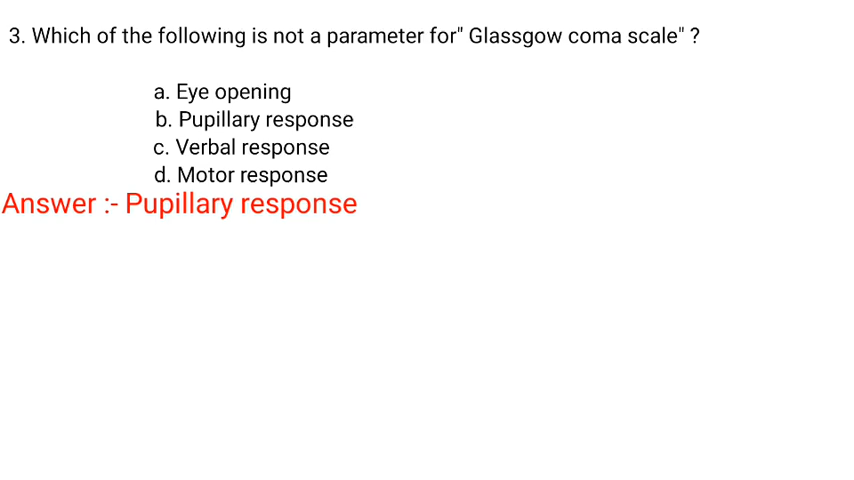 3. Which of the following is not a parameter for" Glassgow coma scale" ?
a. Eye opening
b. Pupillary response
c. Verbal response
d. Motor response
Answer :- Pupillary response